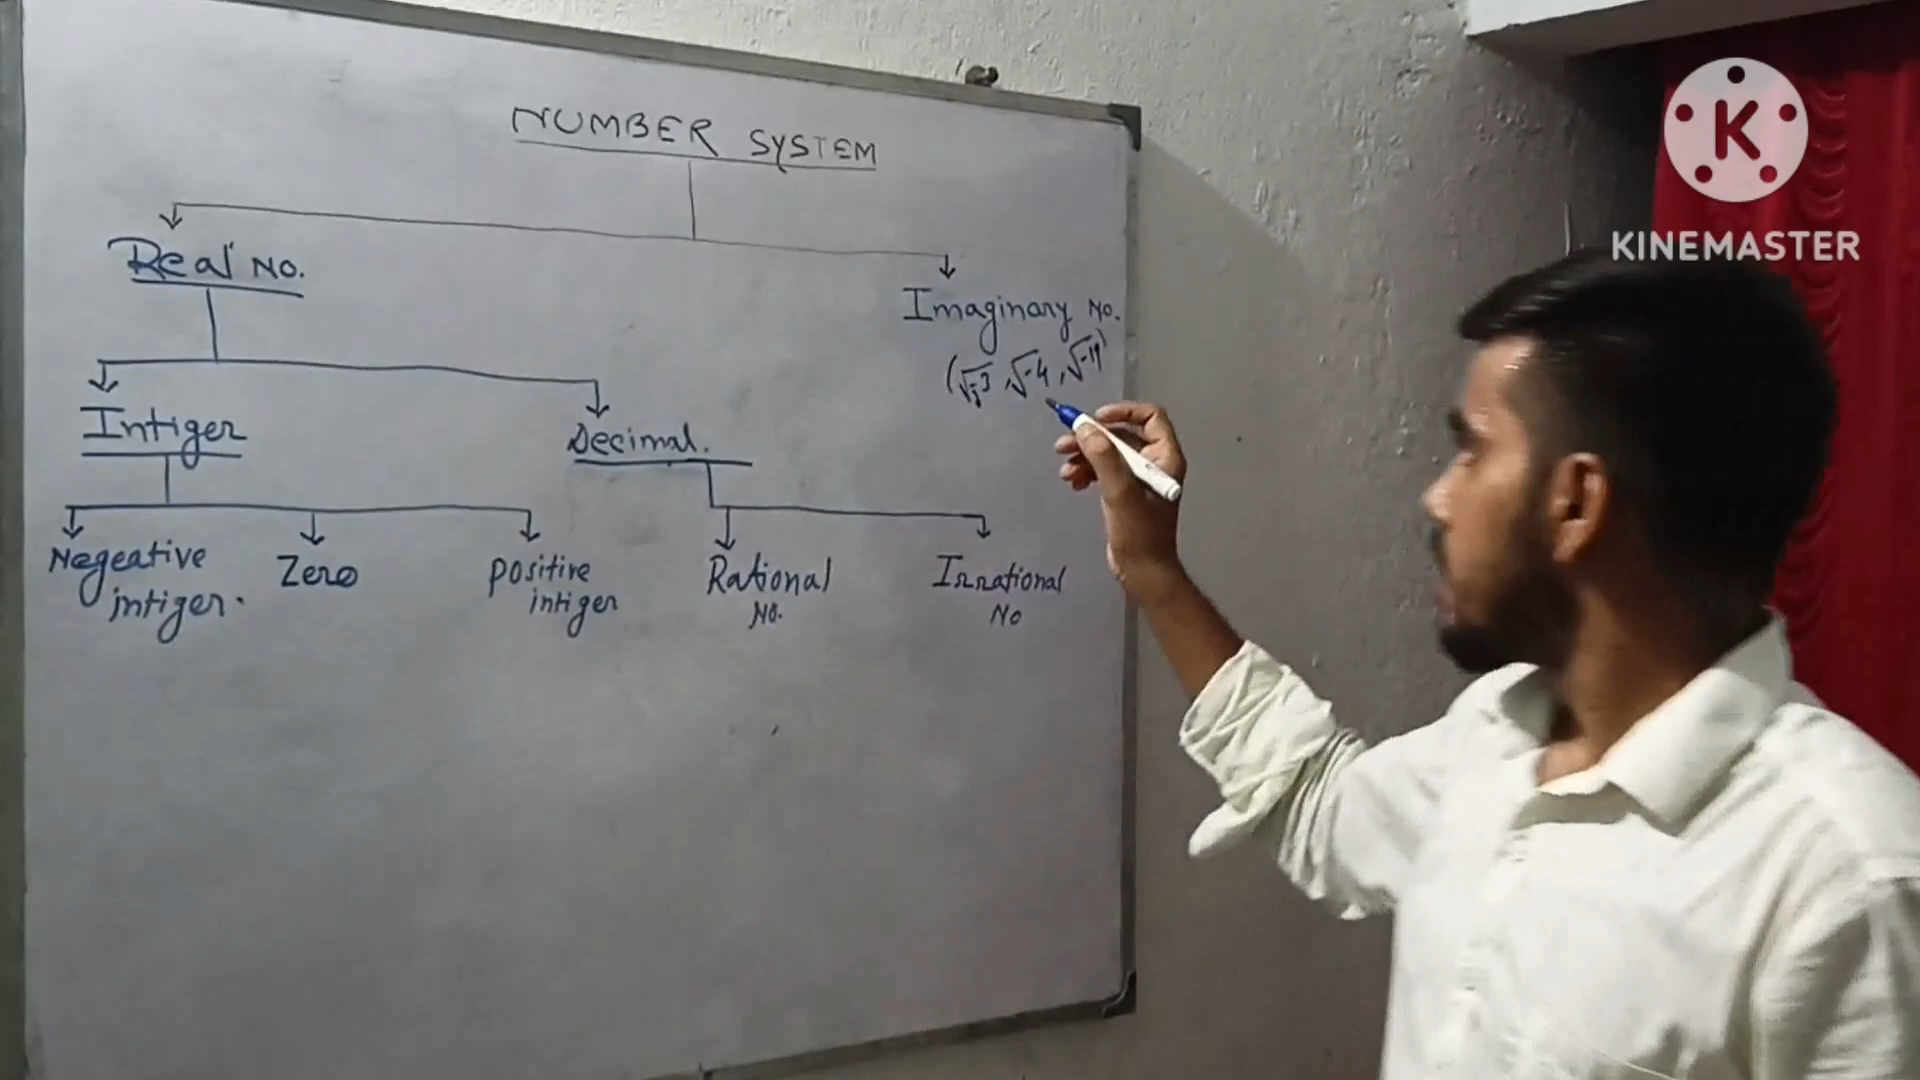 NUMBER SYSTEM
Real No.
Imaginary No.
(√-3, √-4, √-19)
Intiger
Decimal.
Negeative
intiger.
Zero
positive
intiger
Rational
No.
Irrational
No
K
KINEMASTER